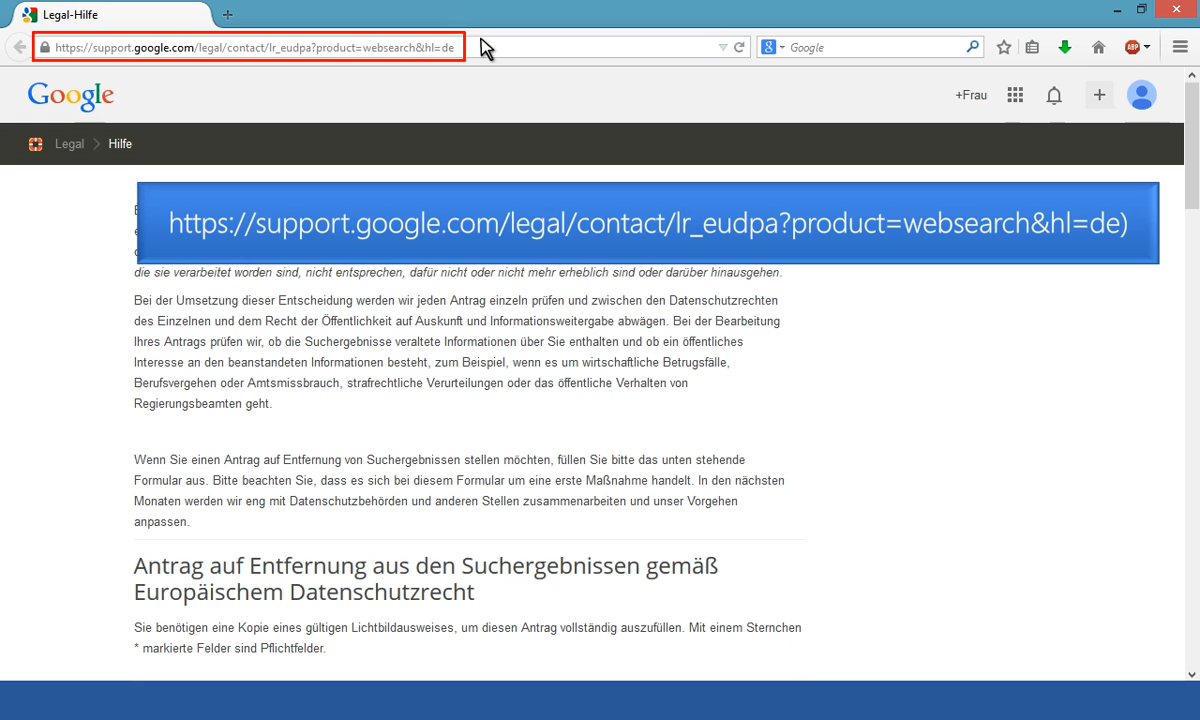 Legal-Hilfe
https://support.google.com/legal/contact/lr_eudpa?product=websearch&hl=de
Google
ABP
Google
+Frau
Legal
Hilfe
https://support.google.com/legal/contact/lr_eudpa?product=websearch&hl=de)
die sie verarbeitet worden sind, nicht entsprechen, dafür nicht oder nicht mehr erheblich sind oder darüber hinausgehen.
Bei der Umsetzung dieser Entscheidung werden wir jeden Antrag einzeln prüfen und zwischen den Datenschutzrechten
des Einzelnen und dem Recht der Öffentlichkeit auf Auskunft und Informationsweitergabe abwägen. Bei der Bearbeitung
Ihres Antrags prüfen wir, ob die Suchergebnisse veraltete Informationen über Sie enthalten und ob ein öffentliches
Interesse an den beanstandeten Informationen besteht, zum Beispiel, wenn es um wirtschaftliche Betrugsfälle,
Berufsvergehen oder Amtsmissbrauch, strafrechtliche Verurteilungen oder das öffentliche Verhalten von
Regierungsbeamten geht.
Wenn Sie einen Antrag auf Entfernung von Suchergebnissen stellen möchten, füllen Sie bitte das unten stehende
Formular aus. Bitte beachten Sie, dass es sich bei diesem Formular um eine erste Maßnahme handelt. In den nächsten
Monaten werden wir eng mit Datenschutzbehörden und anderen Stellen zusammenarbeiten und unser Vorgehen
anpassen.
Antrag auf Entfernung aus den Suchergebnissen gemäß
Europäischem Datenschutzrecht
Sie benötigen eine Kopie eines gültigen Lichtbildausweises, um diesen Antrag vollständig auszufüllen. Mit einem Sternchen
* markierte Felder sind Pflichtfelder.